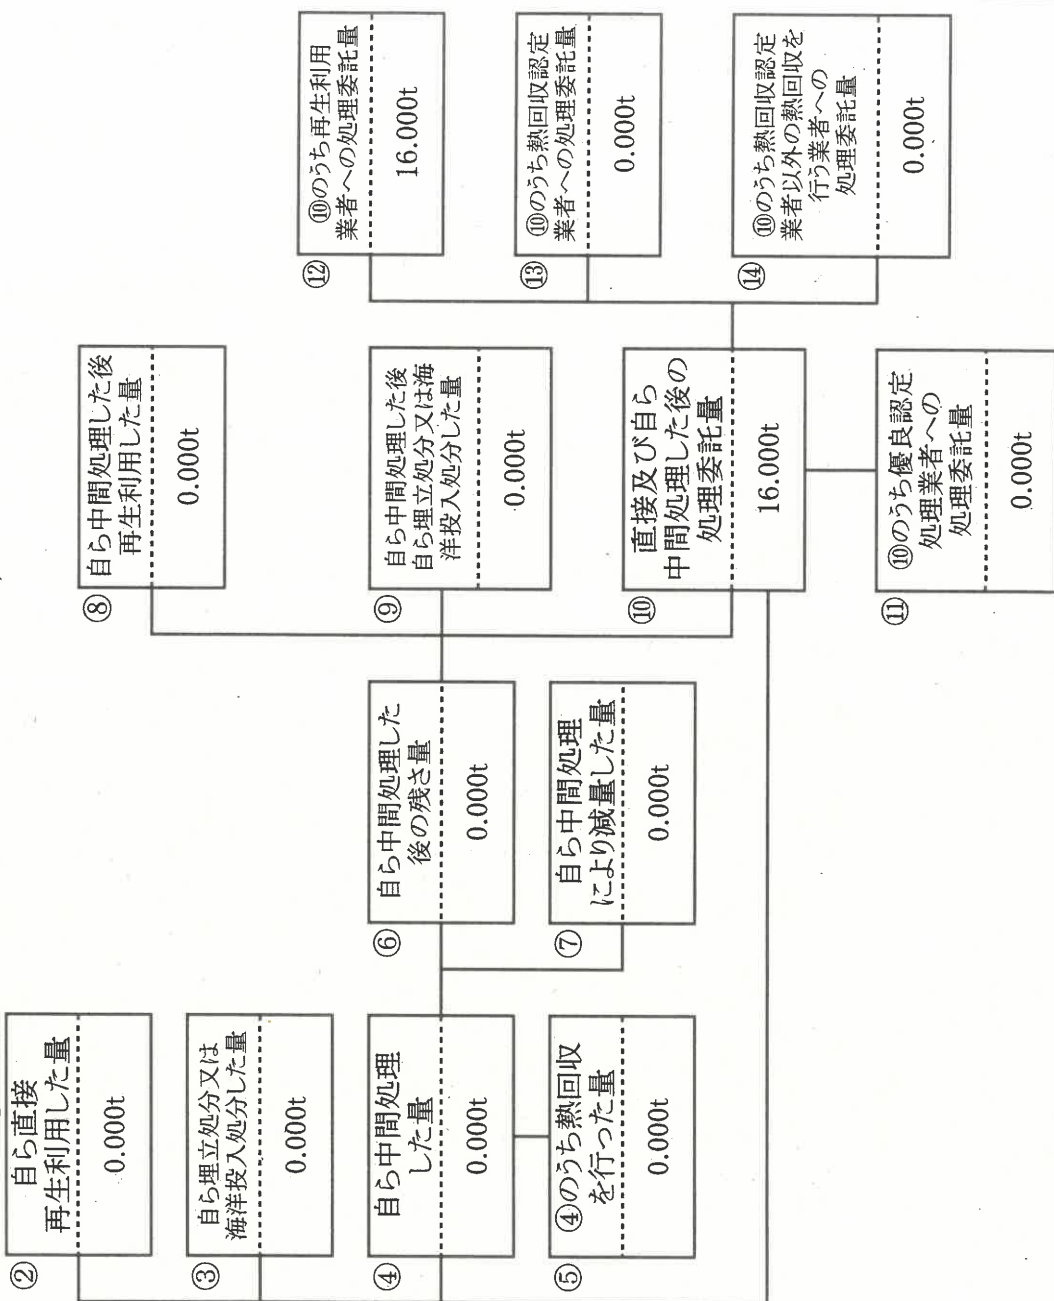 ②
自ら直接
再生利用した量
0.000t
③
自ら埋立処分又は
海洋投入処分した量
0.000t
④
自ら中間処理
した量
0.000t
⑤
④のうち熱回収
を行った量
0.000t
⑥
自ら中間処理した
後の残さ量
0.000t
⑦
自ら中間処理
により減量した量
0.000t
⑧
自ら中間処理した後
再生利用した量
0.000t
⑨
自ら中間処理した後
自ら埋立処分又は海
洋投入処分した量
0.000t
⑩
直接及び自ら
中間処理した後の
処理委託量
16.000t
⑪
⑩のうち優良認定
処理業者への
処理委託量
0.000t
⑫
⑩のうち再生利用
業者への処理委託量
16.000t
⑬
⑩のうち熱回収認定
業者への処理委託量
0.000t
⑭
⑩のうち熱回収認定
業者以外の熱回収を
行う業者への
処理委託量
0.000t